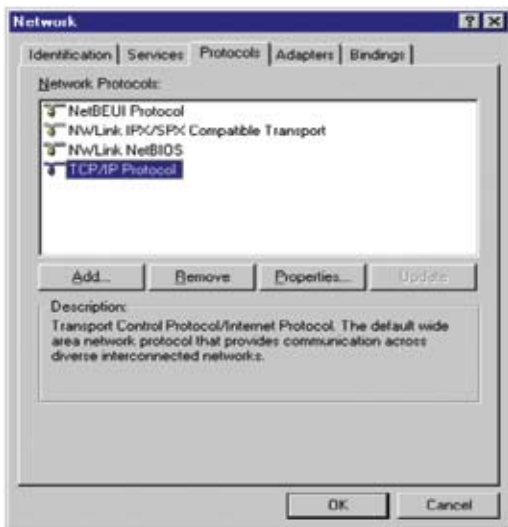 Network
Identification Services Protocols Adapters Bindings
Network Protocols:
NetBEUI Protocol
NWLink IPX/SPX Compatible Transport
NWLink NetBIOS
TCP/IP Protocol
Add... Remove Properties... Update
Description:
Transport Control Protocol/Internet Protocol. The default wide
area network protocol that provides communication across
diverse interconnected networks.
OK Cancel